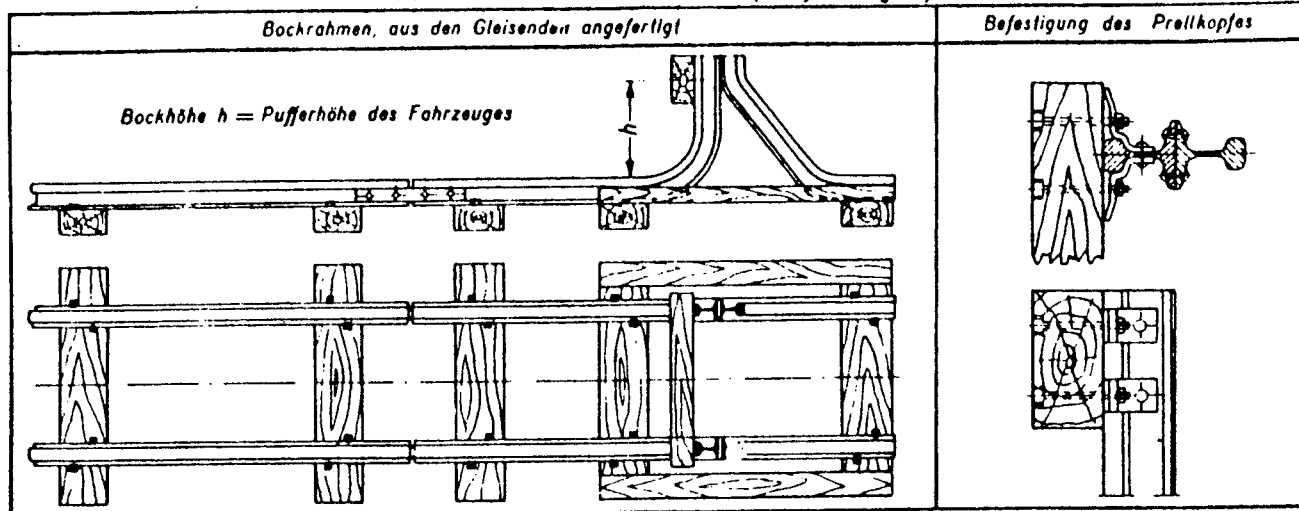 Bockrahmen, aus den Gleisenden angefertigt
Befestigung des Prellkopfes
Bockhöhe h = Pufferhöhe des Fahrzeuges
h